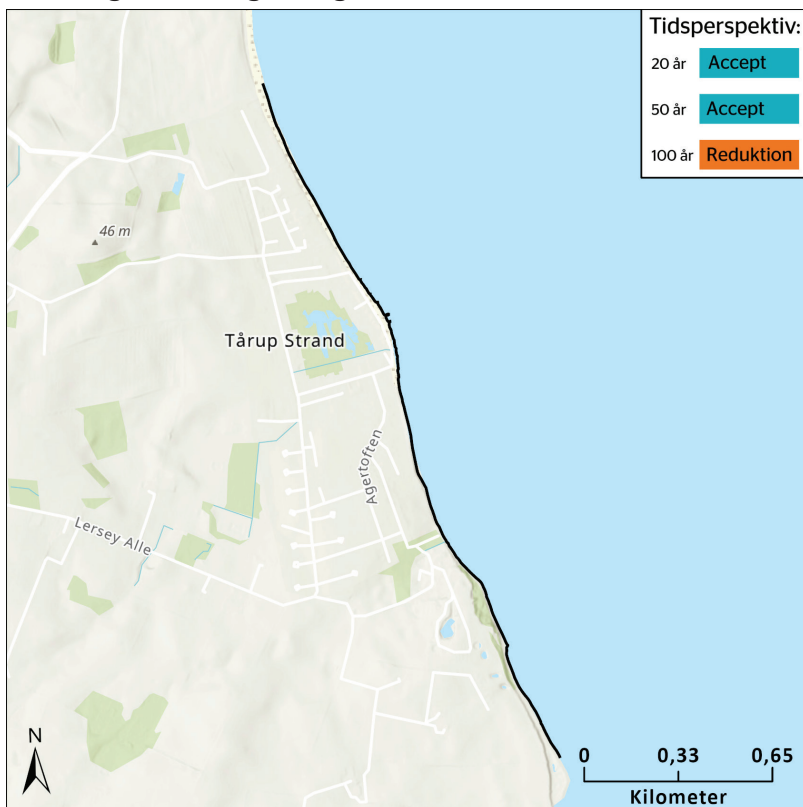 Tidsperspektiv:
20 år Accept
50 år Accept
100 år Reduktion
46 m
Tårup Strand
Agertoften
Lersey Alle
N
0 0,33 0,65
Kilometer